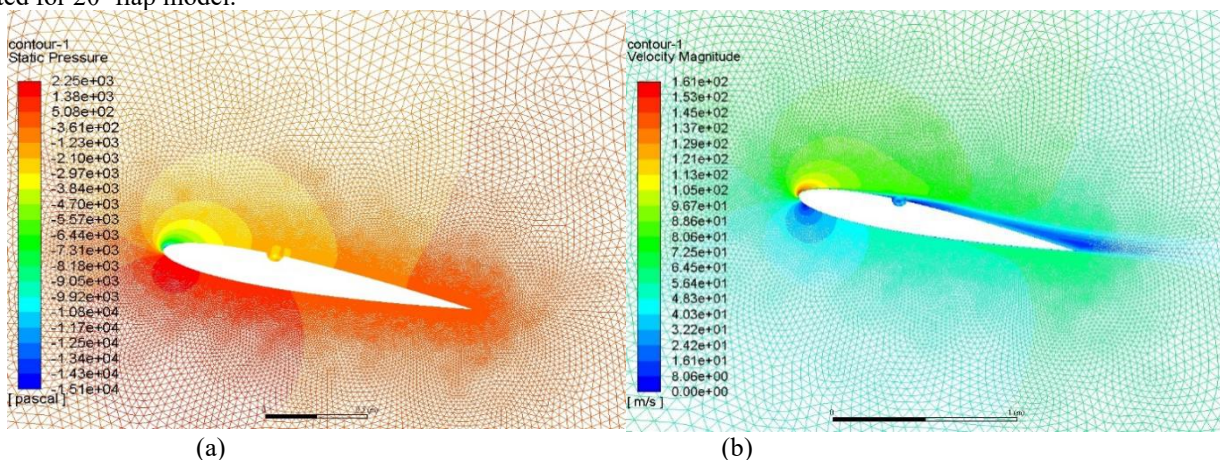 ted for 20° flap model.
contour-1
Static Pressure
2.25e+03
1.38e+03
5.08e+02
-3.61e+02
-1.23e+03
-2.10e+03
-2.97e+03
-3.84e+03
-4.70e+03
-5.57e+03
-6.44e+03
-7.31e+03
-8.18e+03
-9.05e+03
-9.92e+03
-1.08e+04
-1.17e+04
-1.25e+04
-1.34e+04
-1.43e+04
-1.51e+04
[ pascal ]
0
(m)
contour-1
Velocity Magnitude
1.61e+02
1.53e+02
1.45e+02
1.37e+02
1.29e+02
1.21e+02
1.13e+02
1.05e+02
9.67e+01
8.86e+01
8.06e+01
7.25e+01
6.45e+01
5.64e+01
4.83e+01
4.03e+01
3.22e+01
2.42e+01
1.61e+01
8.06e+00
0.00e+00
[ m/s ]
0
1 (m)
(a)
(b)